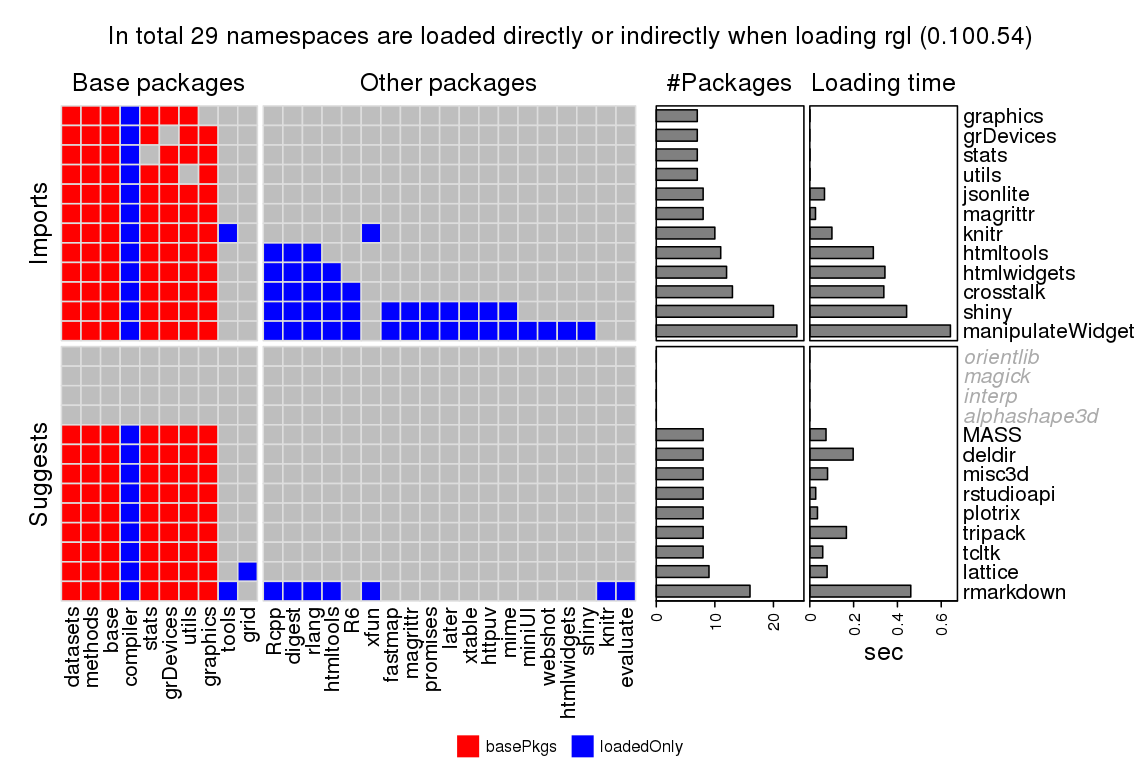 In total 29 namespaces are loaded directly or indirectly when loading rgl (0.100.54)
Base packages
Other packages
#Packages
Loading time
Imports
graphics
grDevices
stats
utils
jsonlite
magrittr
knitr
htmltools
htmlwidgets
crosstalk
shiny
manipulateWidget
Suggests
orientlib
magick
interp
alphashape3d
MASS
deldir
misc3d
rstudioapi
plotrix
tripack
tcltk
lattice
rmarkdown
datasets
methods
base
compiler
stats
grDevices
utils
graphics
tools
grid
Rcpp
digest
rlang
htmltools
R6
xfun
fastmap
magrittr
promises
later
xtable
httpuv
mime
miniUI
webshot
htmlwidgets
shiny
knitr
evaluate
0
10
20
0
0.2
0.4
0.6
sec
basePkgs
loadedOnly